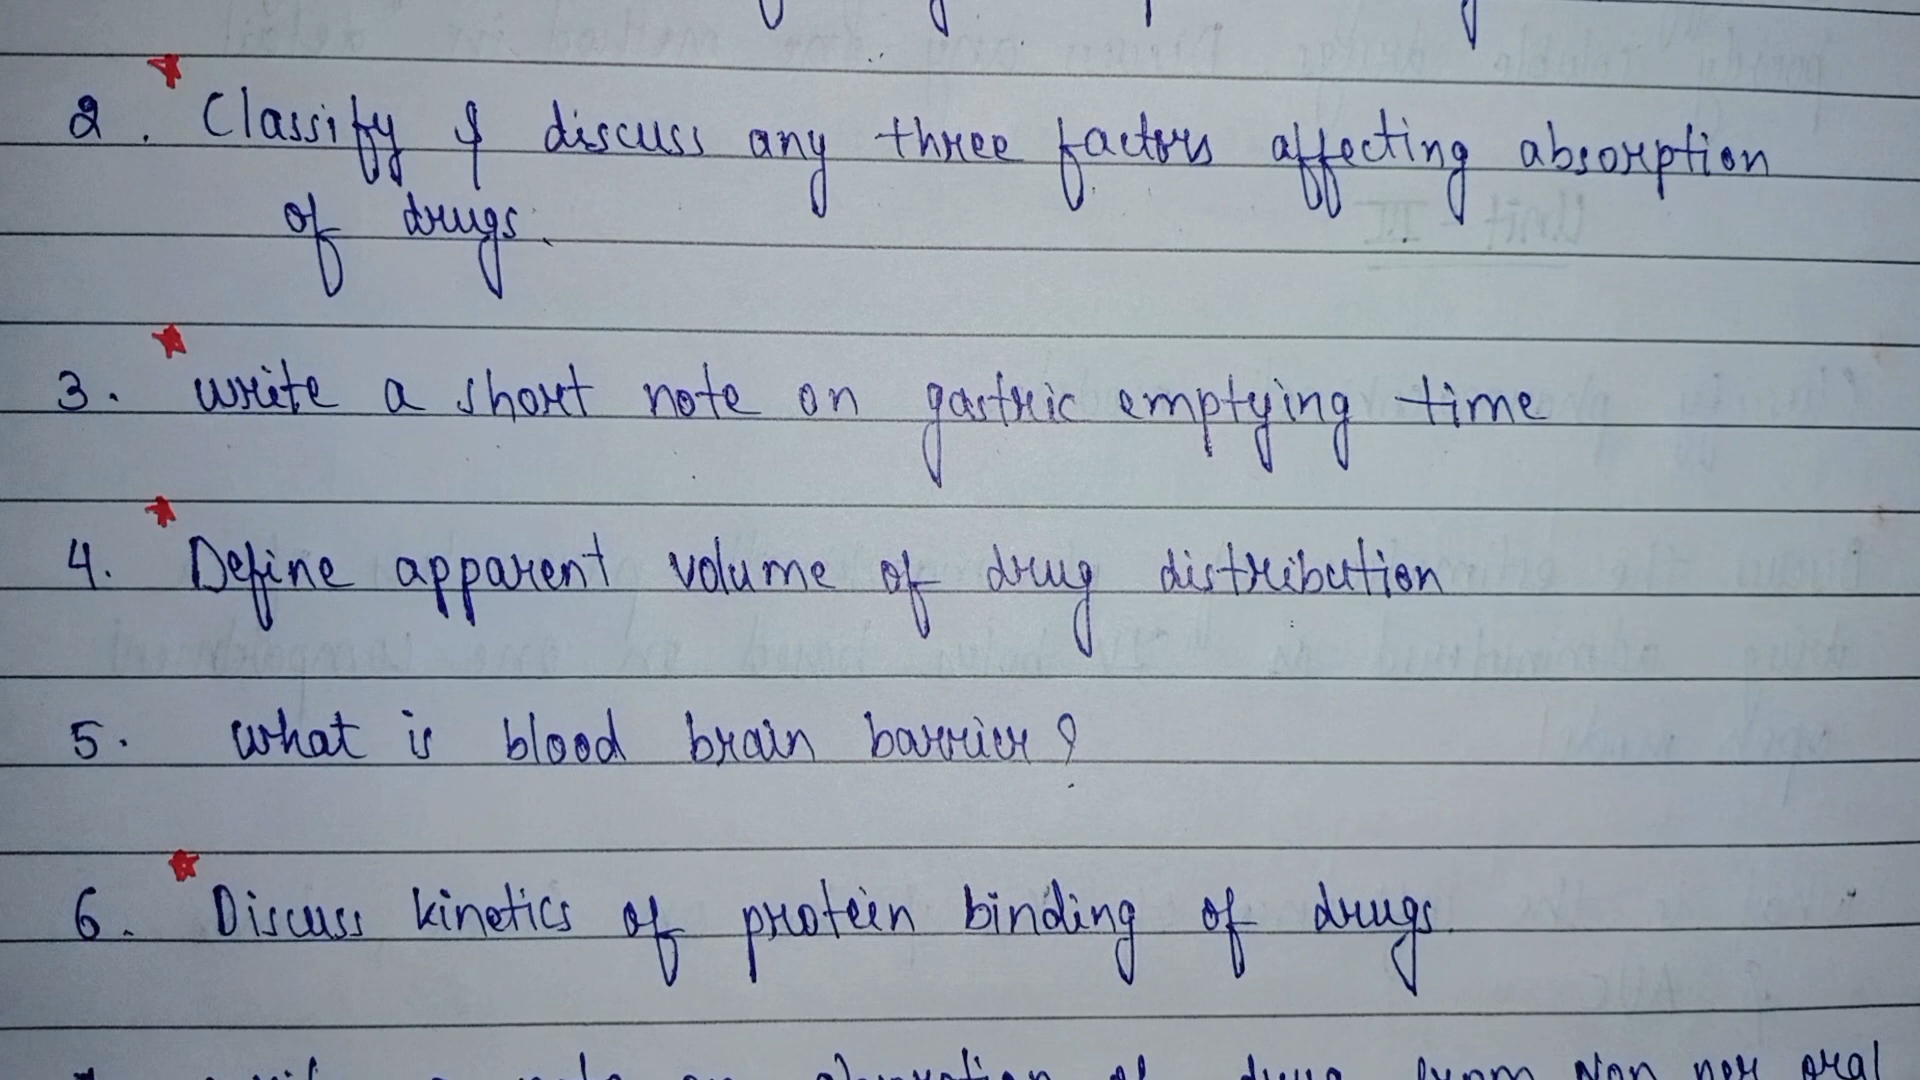 2. Classify & discuss any three factors affecting absorption
of drugs.
3. write a short note on gastric emptying time
4. Define apparent volume of drug distribution
5. what is blood brain barrier?
6. Discuss kinetics of protein binding of drugs.